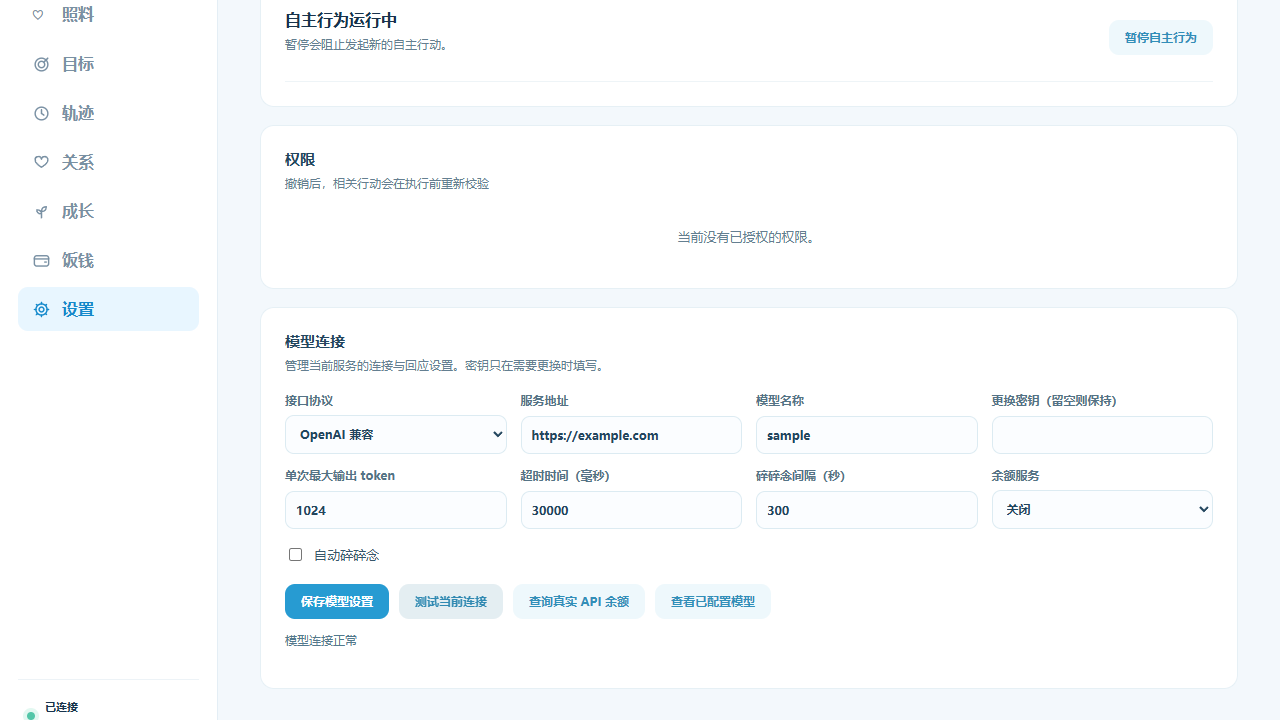 照料
目标
轨迹
关系
成长
饭钱
设置
已连接
自主行为运行中
暂停会阻止发起新的自主行动。
暂停自主行为
权限
撤销后，相关行动会在执行前重新校验
当前没有已授权的权限。
模型连接
管理当前服务的连接与回应设置。密钥只在需要更换时填写。
接口协议
服务地址
模型名称
更换密钥（留空则保持）
OpenAI 兼容
https://example.com
sample
单次最大输出 token
超时时间（毫秒）
碎碎念间隔（秒）
余额服务
1024
30000
300
关闭
自动碎碎念
保存模型设置
测试当前连接
查询真实 API 余额
查看已配置模型
模型连接正常